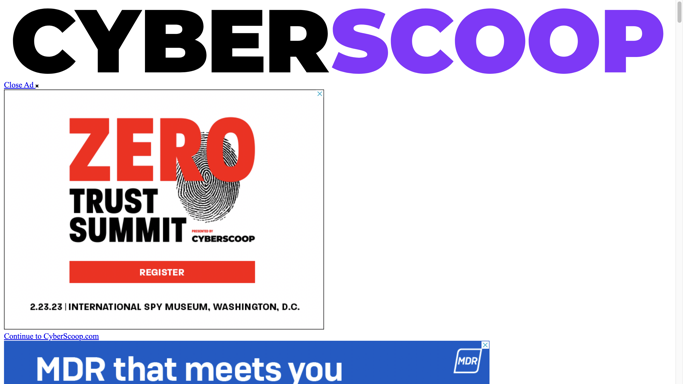 CYBERSCOOP
Close Ad ×
ZERO
TRUST
SUMMIT
PRESENTED BY
CYBERSCOOP
REGISTER
2.23.23 | INTERNATIONAL SPY MUSEUM, WASHINGTON, D.C.
Continue to CyberScoop.com
MDR that meets you
MDR